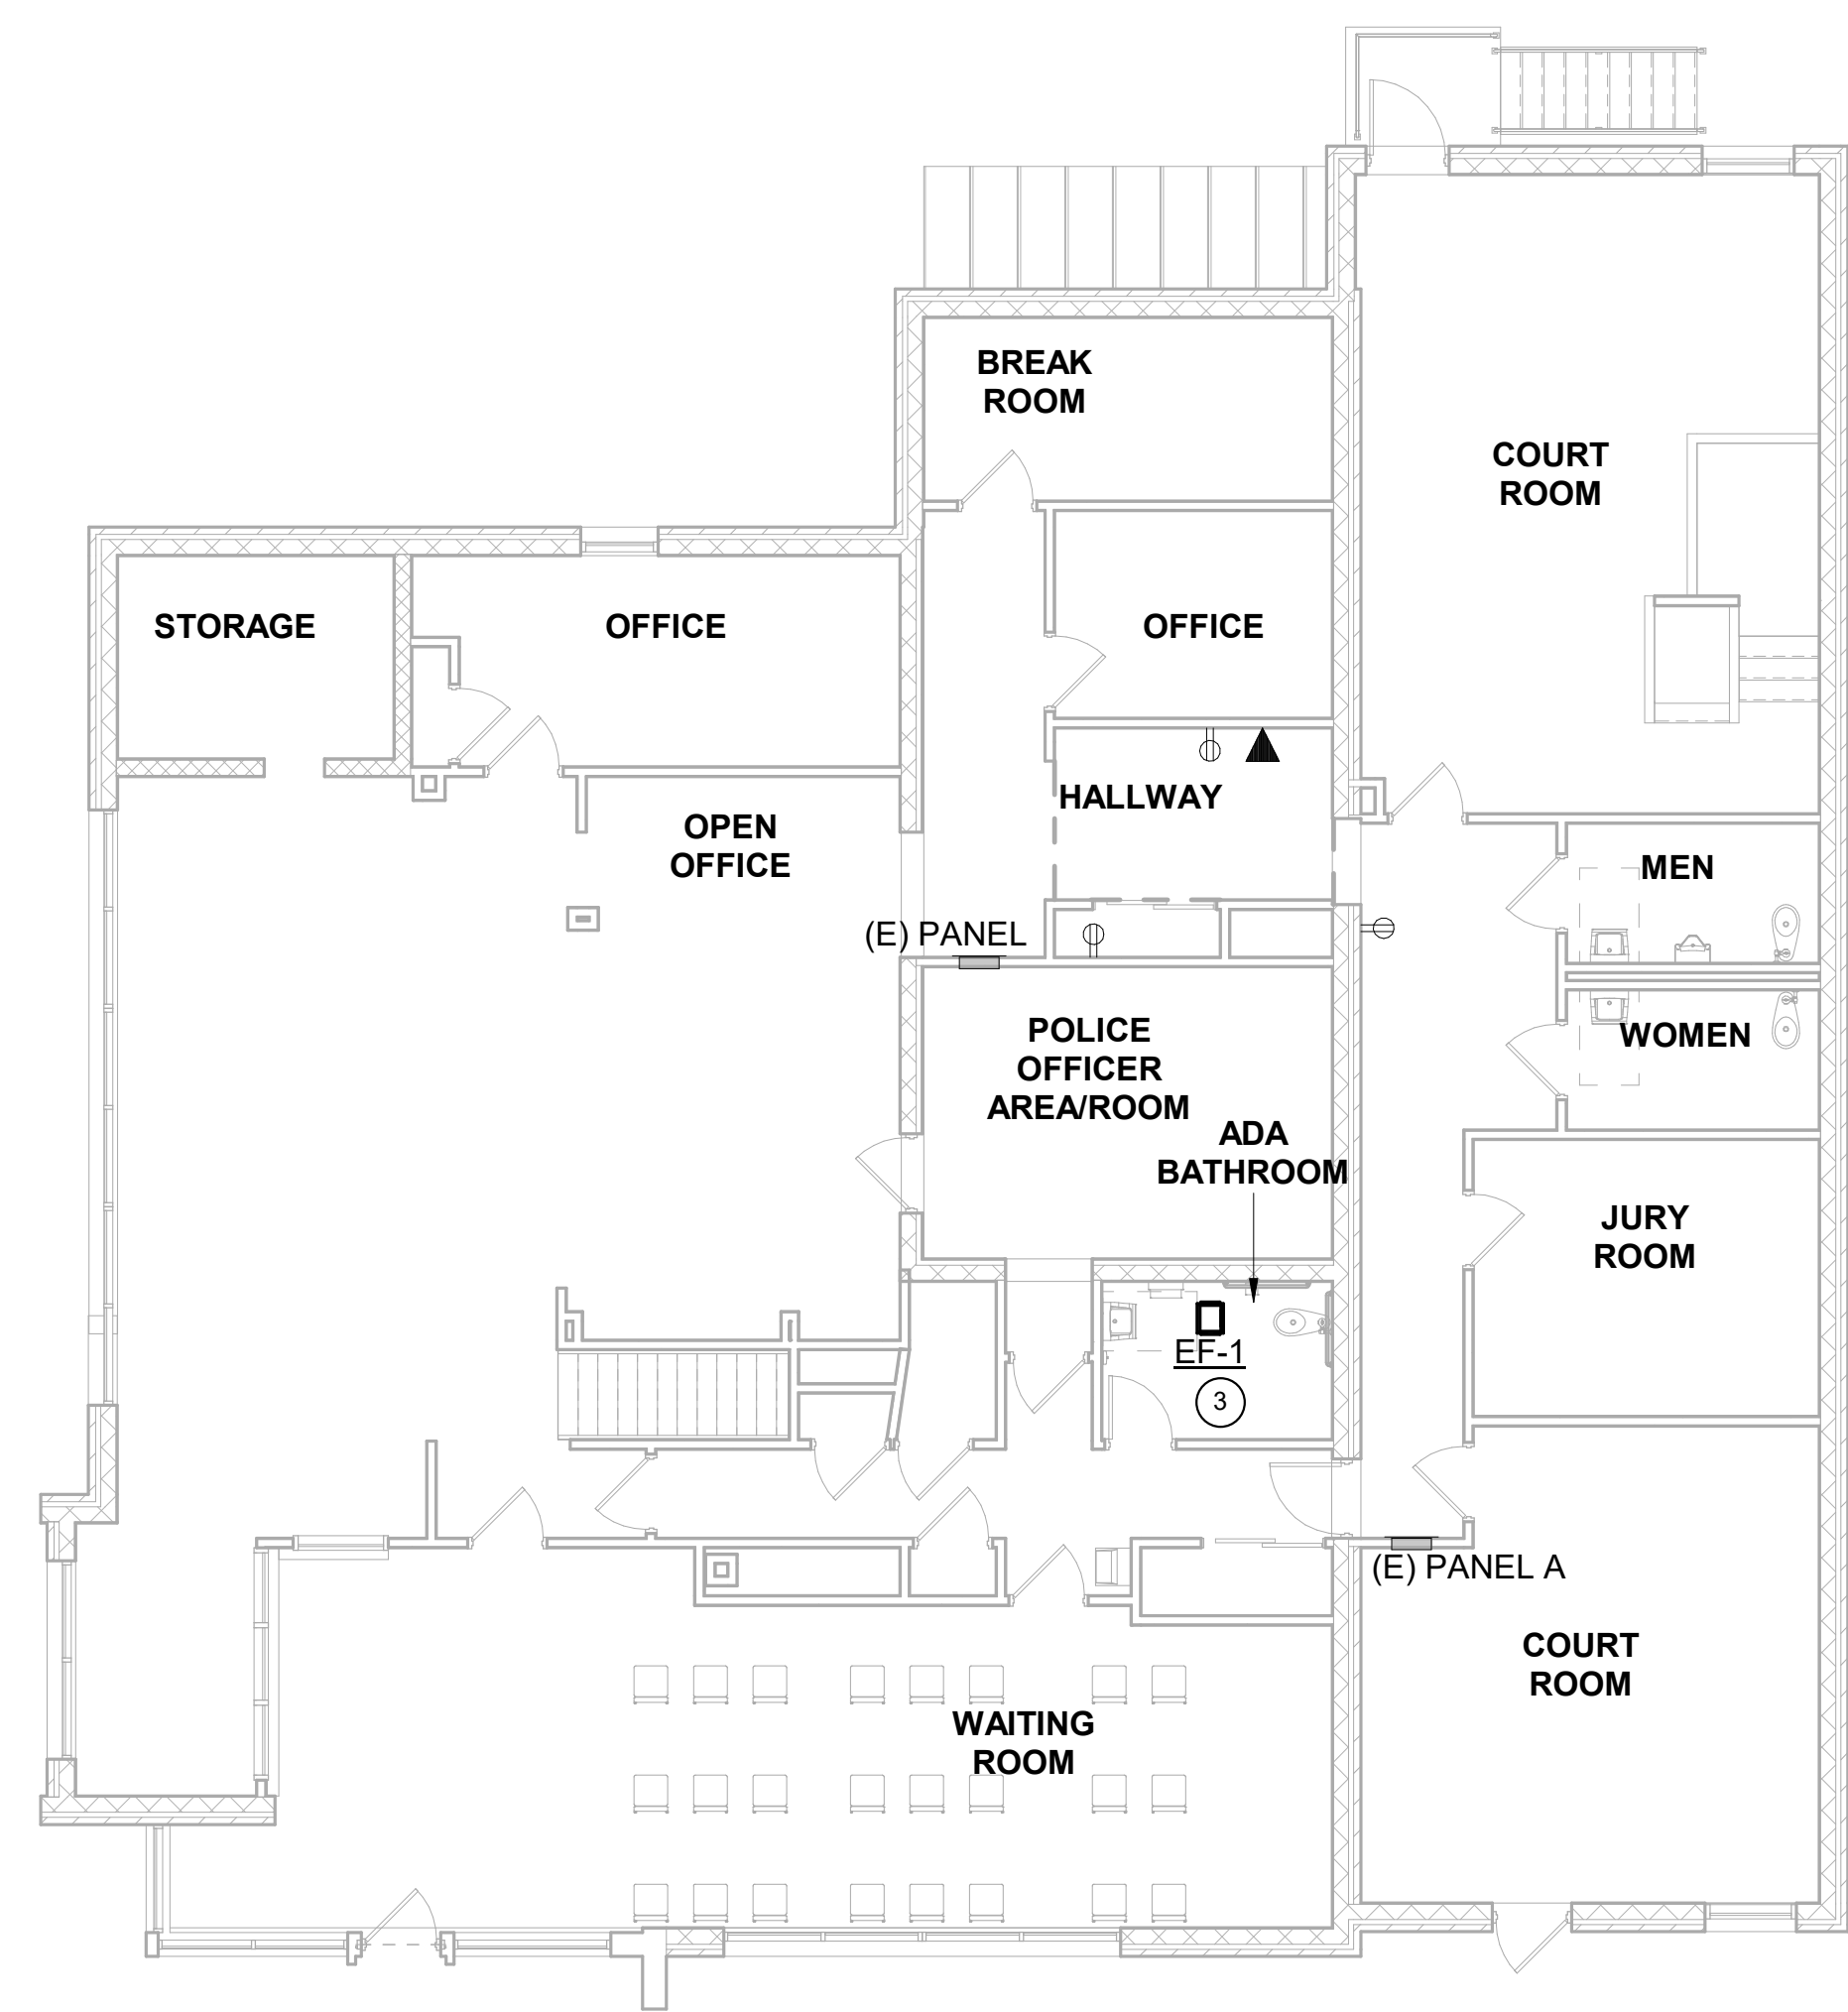 BREAK
ROOM
COURT
ROOM
STORAGE
OFFICE
OFFICE
HALLWAY
OPEN
OFFICE
MEN
(E) PANEL
POLICE
OFFICER
AREA/ROOM
WOMEN
ADA
BATHROOM
JURY
ROOM
EF-1
3
(E) PANEL A
COURT
ROOM
WAITING
ROOM